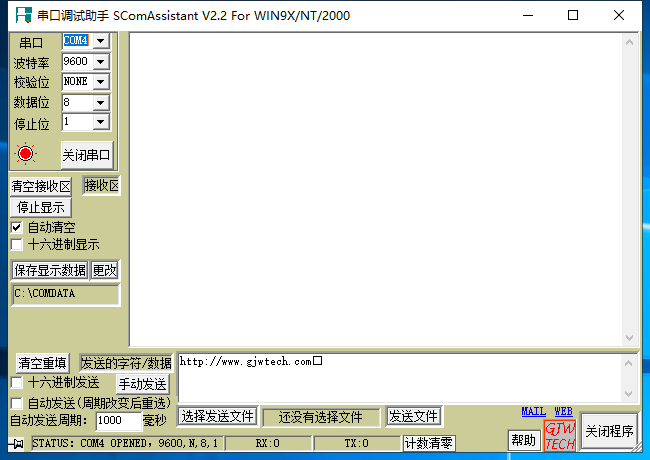 串口调试助手 SComAssistant V2.2 For WIN9X/NT/2000
串口 COM4
波特率 9600
校验位 NONE
数据位 8
停止位 1
关闭串口
清空接收区 接收区
停止显示
自动清空
十六进制显示
保存显示数据 更改
C:\COMDATA
清空重填 发送的字符/数据 http://www.gjwtech.com
十六进制发送 手动发送
自动发送(周期改变后重选)
自动发送周期: 1000 毫秒 选择发送文件 还没有选择文件 发送文件 MAIL WEB
STATUS: COM4 OPENED, 9600,N,8,1 RX:0 TX:0 计数清零 帮助 GJW TECH 关闭程序